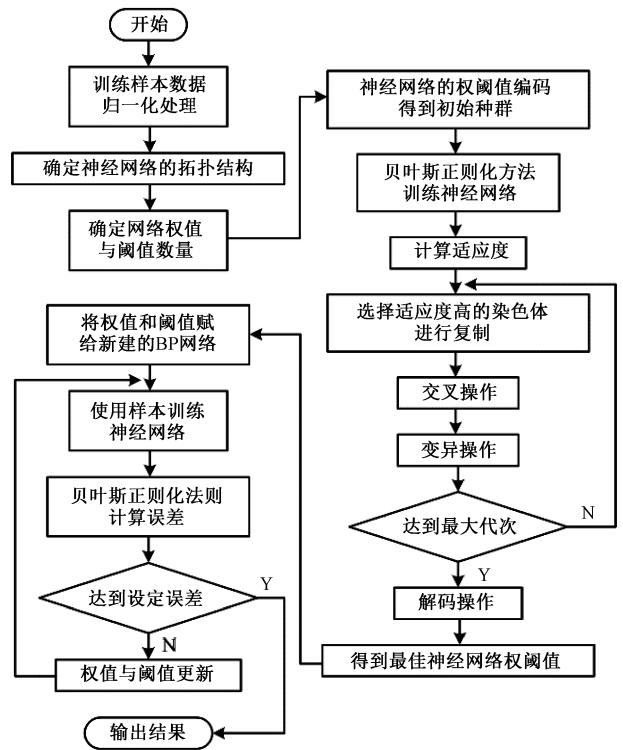 开始
训练样本数据
归一化处理
确定神经网络的拓扑结构
确定网络权值
与阈值数量
神经网络的权阈值编码
得到初始种群
贝叶斯正则化方法
训练神经网络
计算适应度
选择适应度高的染色体
进行复制
交叉操作
变异操作
达到最大代次
N
Y
解码操作
得到最佳神经网络权阈值
将权值和阈值赋
给新建的BP网络
使用样本训练
神经网络
贝叶斯正则化法则
计算误差
达到设定误差
Y
N
权值与阈值更新
输出结果